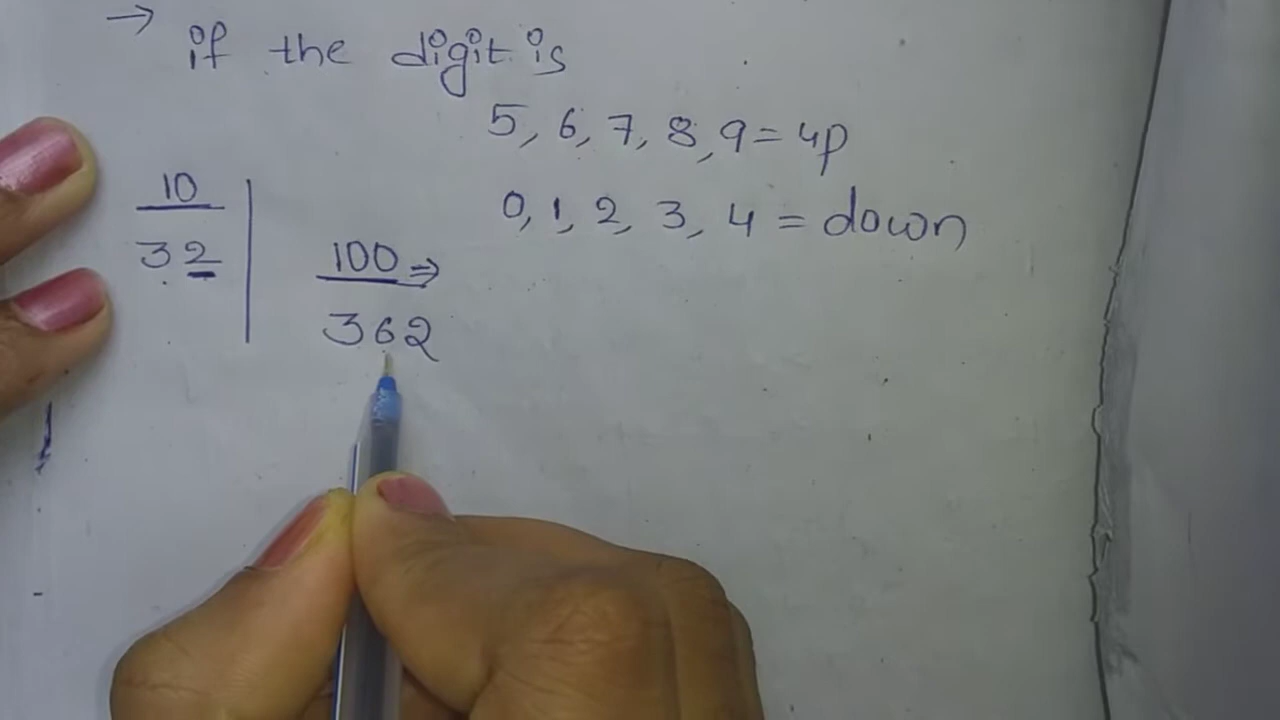 → if the digit is
5, 6, 7, 8, 9 = up
0, 1, 2, 3, 4 = down
10
32
100 ⇒
362